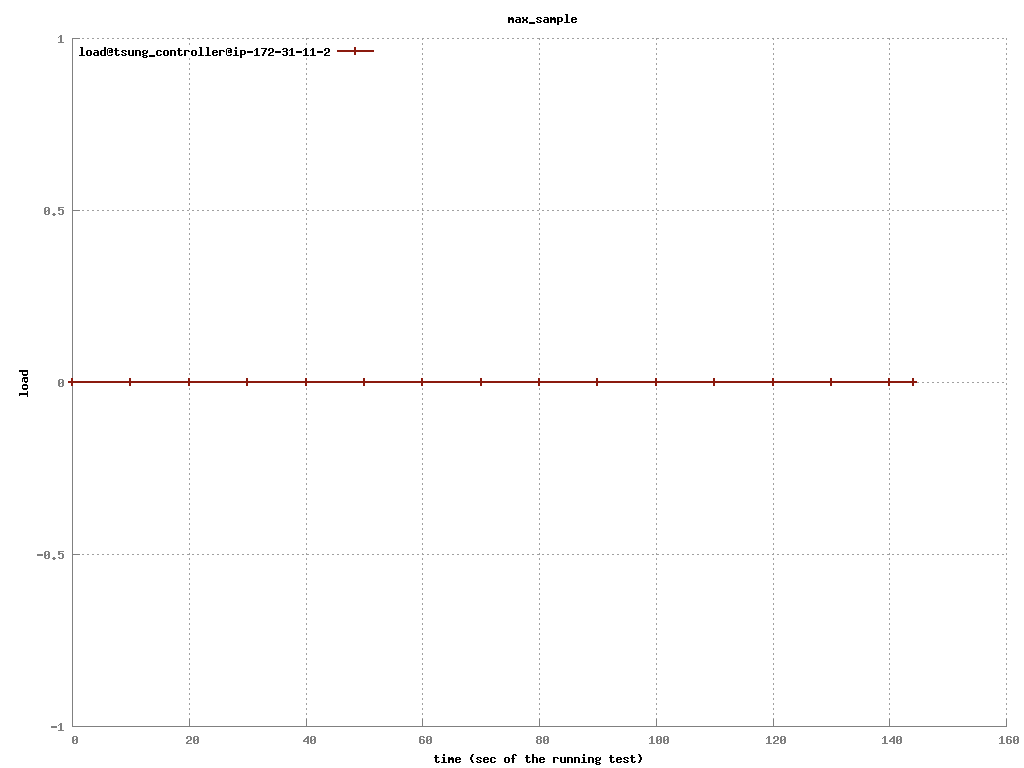 max_sample
load@tsung_controller@ip-172-31-11-2
1
0.5
0
-0.5
-1
load
0 20 40 60 80 100 120 140 160
time (sec of the running test)